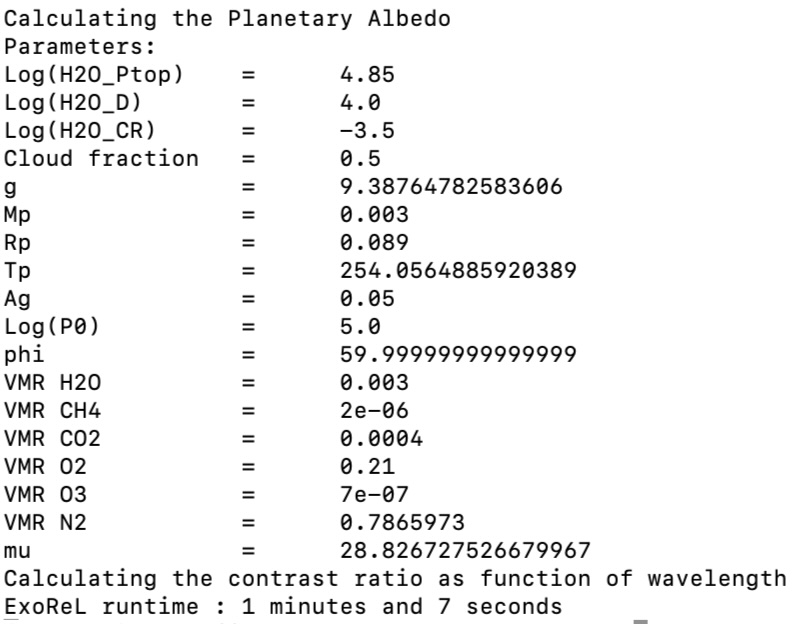 Calculating the Planetary Albedo
Parameters:
Log(H2O_Ptop) = 4.85
Log(H2O_D) = 4.0
Log(H2O_CR) = -3.5
Cloud fraction = 0.5
g = 9.38764782583606
Mp = 0.003
Rp = 0.089
Tp = 254.0564885920389
Ag = 0.05
Log(P0) = 5.0
phi = 59.99999999999999
VMR H2O = 0.003
VMR CH4 = 2e-06
VMR CO2 = 0.0004
VMR O2 = 0.21
VMR O3 = 7e-07
VMR N2 = 0.7865973
mu = 28.826727526679967
Calculating the contrast ratio as function of wavelength
ExoReL runtime : 1 minutes and 7 seconds